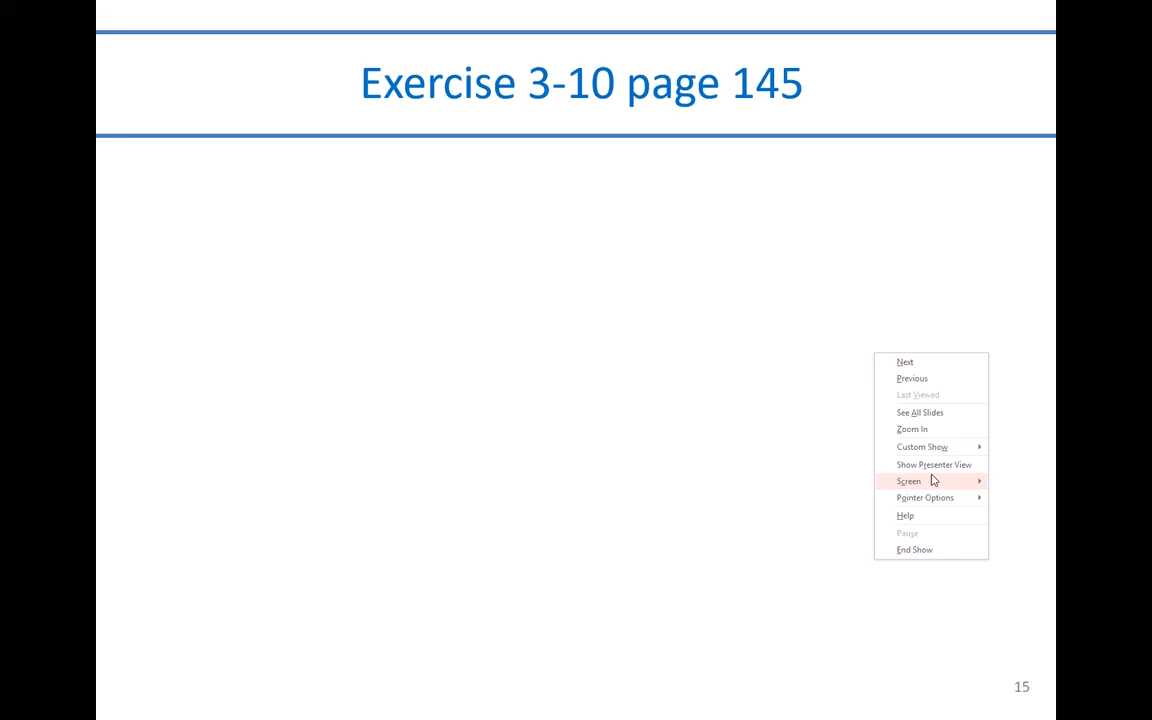 Exercise 3-10 page 145
Next
Previous
Last Viewed
See All Slides
Zoom In
Custom Show
Show Presenter View
Screen
Pointer Options
Help
Pause
End Show
15